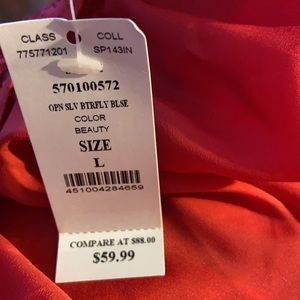 CLASS COLL
775771201 SP143IN
570100572
OPN SLV BTRFLY BLSE
COLOR
BEAUTY
SIZE
L
451004284659
COMPARE AT $88.00
$59.99